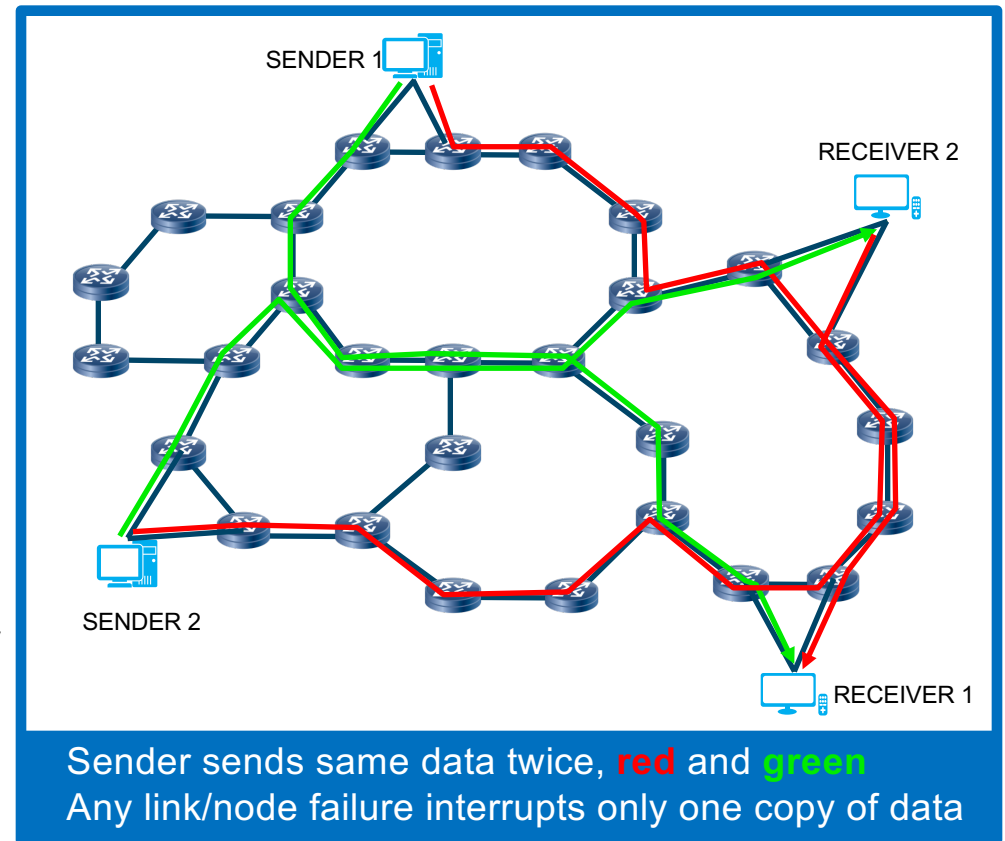 SENDER 1
RECEIVER 2
SENDER 2
RECEIVER 1
Sender sends same data twice, red and green
Any link/node failure interrupts only one copy of data